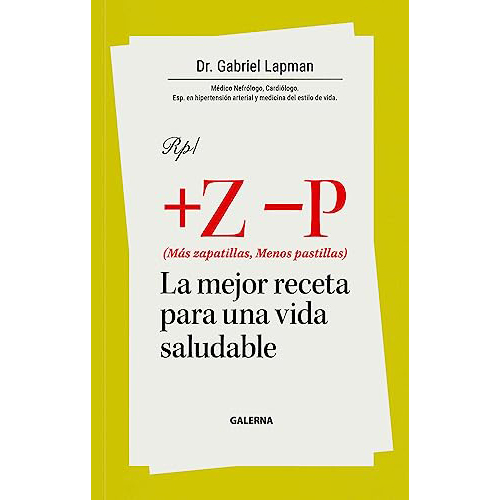 Dr. Gabriel Lapman
Médico Nefrólogo, Cardiólogo.
Esp. en hipertensión arterial y medicina del estilo de vida.
Rp/
+Z –P
(Más zapatillas, Menos pastillas)
La mejor receta
para una vida
saludable
GALERNA